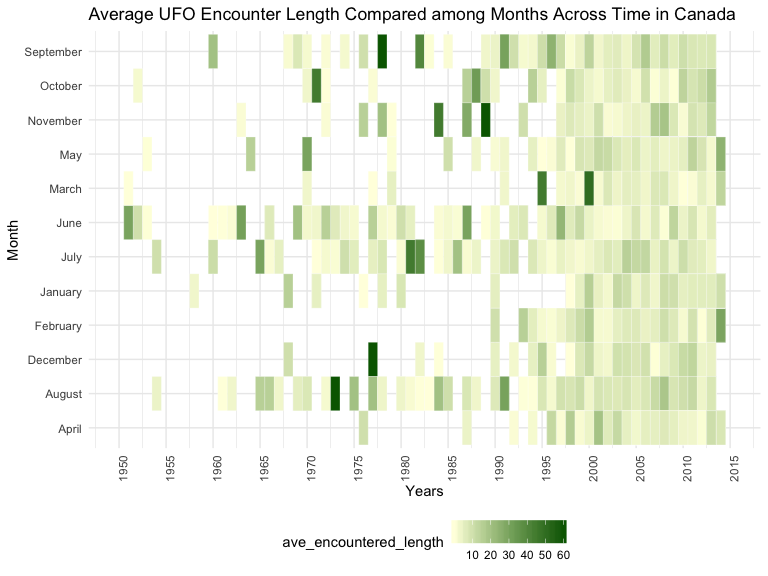 Average UFO Encounter Length Compared among Months Across Time in Canada
Month
September
October
November
May
March
June
July
January
February
December
August
April
1950
1955
1960
1965
1970
1975
1980
1985
1990
1995
2000
2005
2010
2015
Years
ave_encountered_length
10 20 30 40 50 60